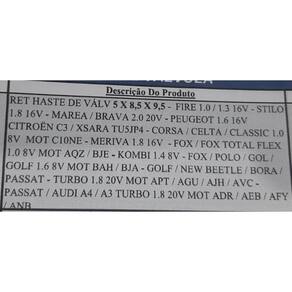 VÁLVULA
Descrição Do Produto
RET HASTE DE VÁLV 5 X 8,5 X 9,5 - FIRE 1.0 / 1.3 16V - STILO
1.8 16V - MAREA / BRAVA 2.0 20V - PEUGEOT 1.6 16V
CITROËN C3 / XSARA TU5JP4 - CORSA / CELTA / CLASSIC 1.0
8V MOT C10NE - MERIVA 1.8 16V - FOX / FOX TOTAL FLEX
1.0 8V MOT AQZ / BJE - KOMBI 1.4 8V - FOX / POLO / GOL /
GOLF 1.6 8V MOT BAH / BJA - GOLF / NEW BEETLE / BORA /
PASSAT - TURBO 1.8 20V MOT APT / AGU / AJH / AVC -
PASSAT / AUDI A4 / A3 TURBO 1.8 20V MOT ADR / AEB / AFY
/ ANB